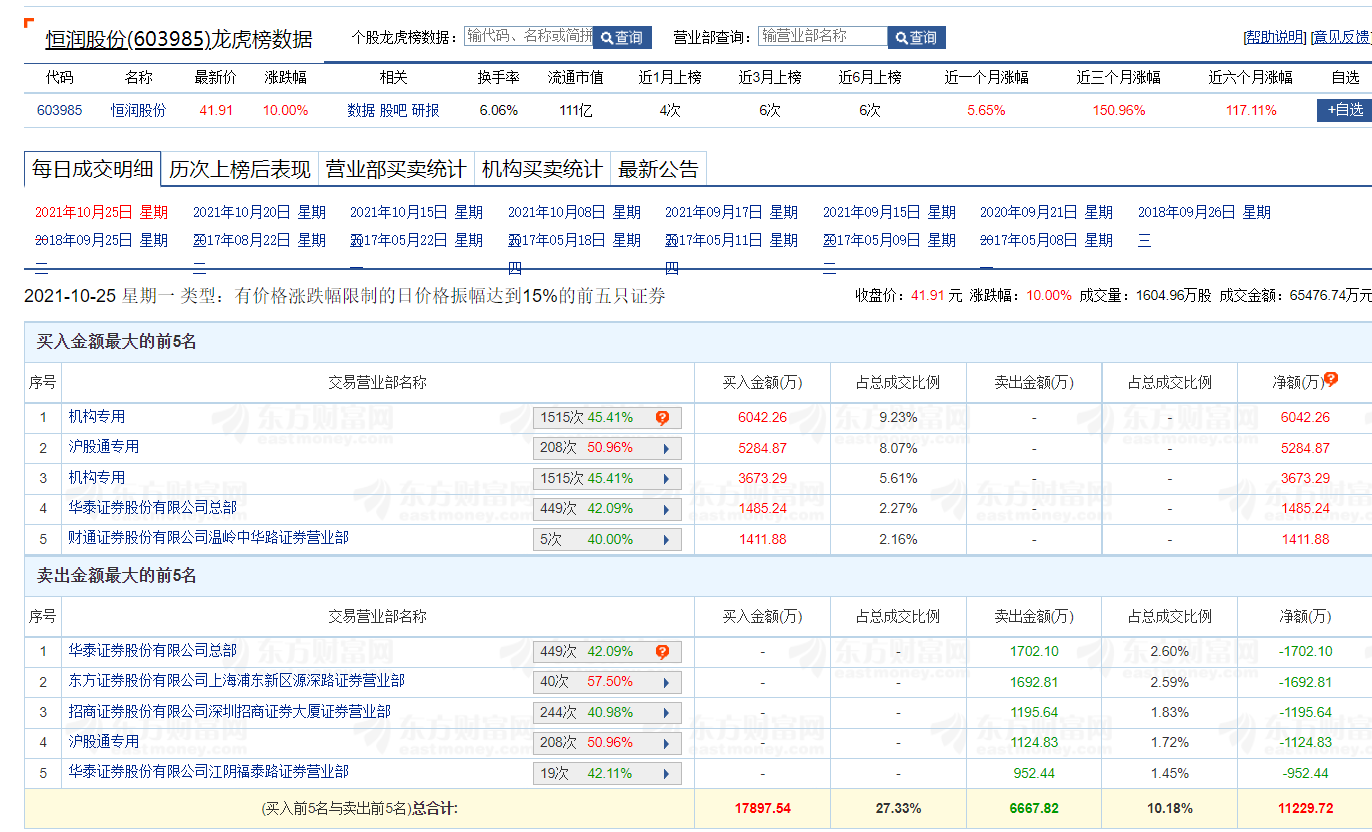 恒润股份(603985)龙虎榜数据 个股龙虎榜数据： 输代码、名称或简拼 查询 营业部查询： 输营业部名称 查询 [帮助说明] [意见反馈]
代码 名称 最新价 涨跌幅 相关 换手率 流通市值 近1月上榜 近3月上榜 近6月上榜 近一个月涨幅 近三个月涨幅 近六个月涨幅 自选
603985 恒润股份 41.91 10.00% 数据 股吧 研报 6.06% 111亿 4次 6次 6次 5.65% 150.96% 117.11% +自选
每日成交明细 历次上榜后表现 营业部买卖统计 机构买卖统计 最新公告
2021年10月25日 星期 2021年10月20日 星期 2021年10月15日 星期 2021年10月08日 星期 2021年09月17日 星期 2021年09月15日 星期 2020年09月21日 星期 2018年09月26日 星期
2018年09月25日 星期 2017年08月22日 星期 2017年05月22日 星期 2017年05月18日 星期 2017年05月11日 星期 2017年05月09日 星期 2017年05月08日 星期 三
二 二 一 四 四 二 一
2021-10-25 星期一 类型：有价格涨跌幅限制的日价格振幅达到15%的前五只证券 收盘价：41.91 元 涨跌幅：10.00% 成交量：1604.96万股 成交金额：65476.74万元
买入金额最大的前5名
序号 交易营业部名称 买入金额(万) 占总成交比例 卖出金额(万) 占总成交比例 净额(万)
1 机构专用 1515次 45.41% 6042.26 9.23% - - 6042.26
2 沪股通专用 208次 50.96% 5284.87 8.07% - - 5284.87
3 机构专用 1515次 45.41% 3673.29 5.61% - - 3673.29
4 华泰证券股份有限公司总部 449次 42.09% 1485.24 2.27% - - 1485.24
5 财通证券股份有限公司温岭中华路证券营业部 5次 40.00% 1411.88 2.16% - - 1411.88
卖出金额最大的前5名
序号 交易营业部名称 买入金额(万) 占总成交比例 卖出金额(万) 占总成交比例 净额(万)
1 华泰证券股份有限公司总部 449次 42.09% - - 1702.10 2.60% -1702.10
2 东方证券股份有限公司上海浦东新区源深路证券营业部 40次 57.50% - - 1692.81 2.59% -1692.81
3 招商证券股份有限公司深圳招商证券大厦证券营业部 244次 40.98% - - 1195.64 1.83% -1195.64
4 沪股通专用 208次 50.96% - - 1124.83 1.72% -1124.83
5 华泰证券股份有限公司江阴福泰路证券营业部 19次 42.11% - - 952.44 1.45% -952.44
(买入前5名与卖出前5名)总合计: 17897.54 27.33% 6667.82 10.18% 11229.72